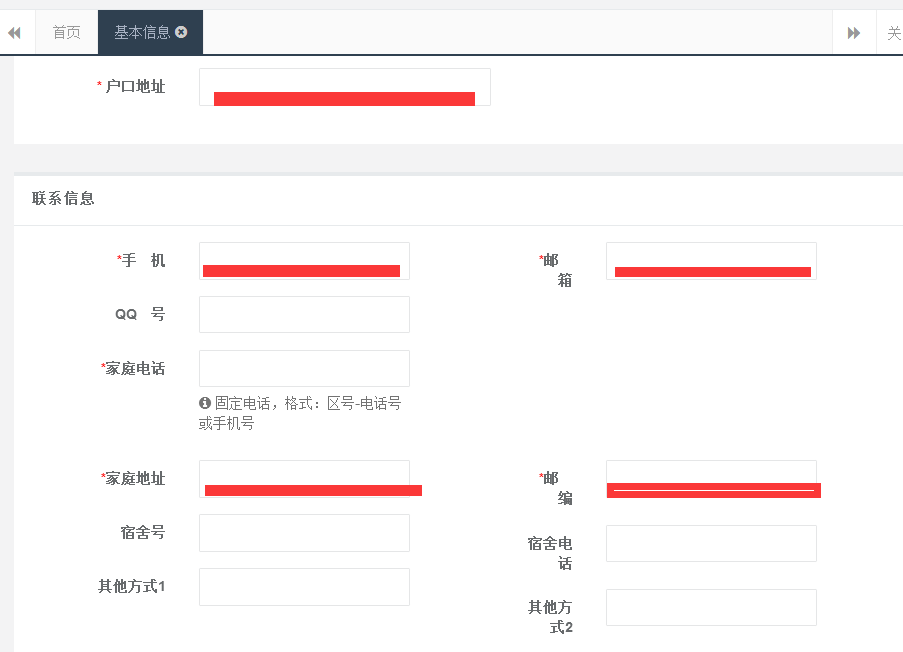 首页 基本信息 关
* 户口地址
联系信息
*手 机
*邮
箱
QQ 号
*家庭电话
固定电话，格式：区号-电话号
或手机号
*家庭地址
*邮
编
宿舍号
宿舍电
话
其他方式1
其他方
式2